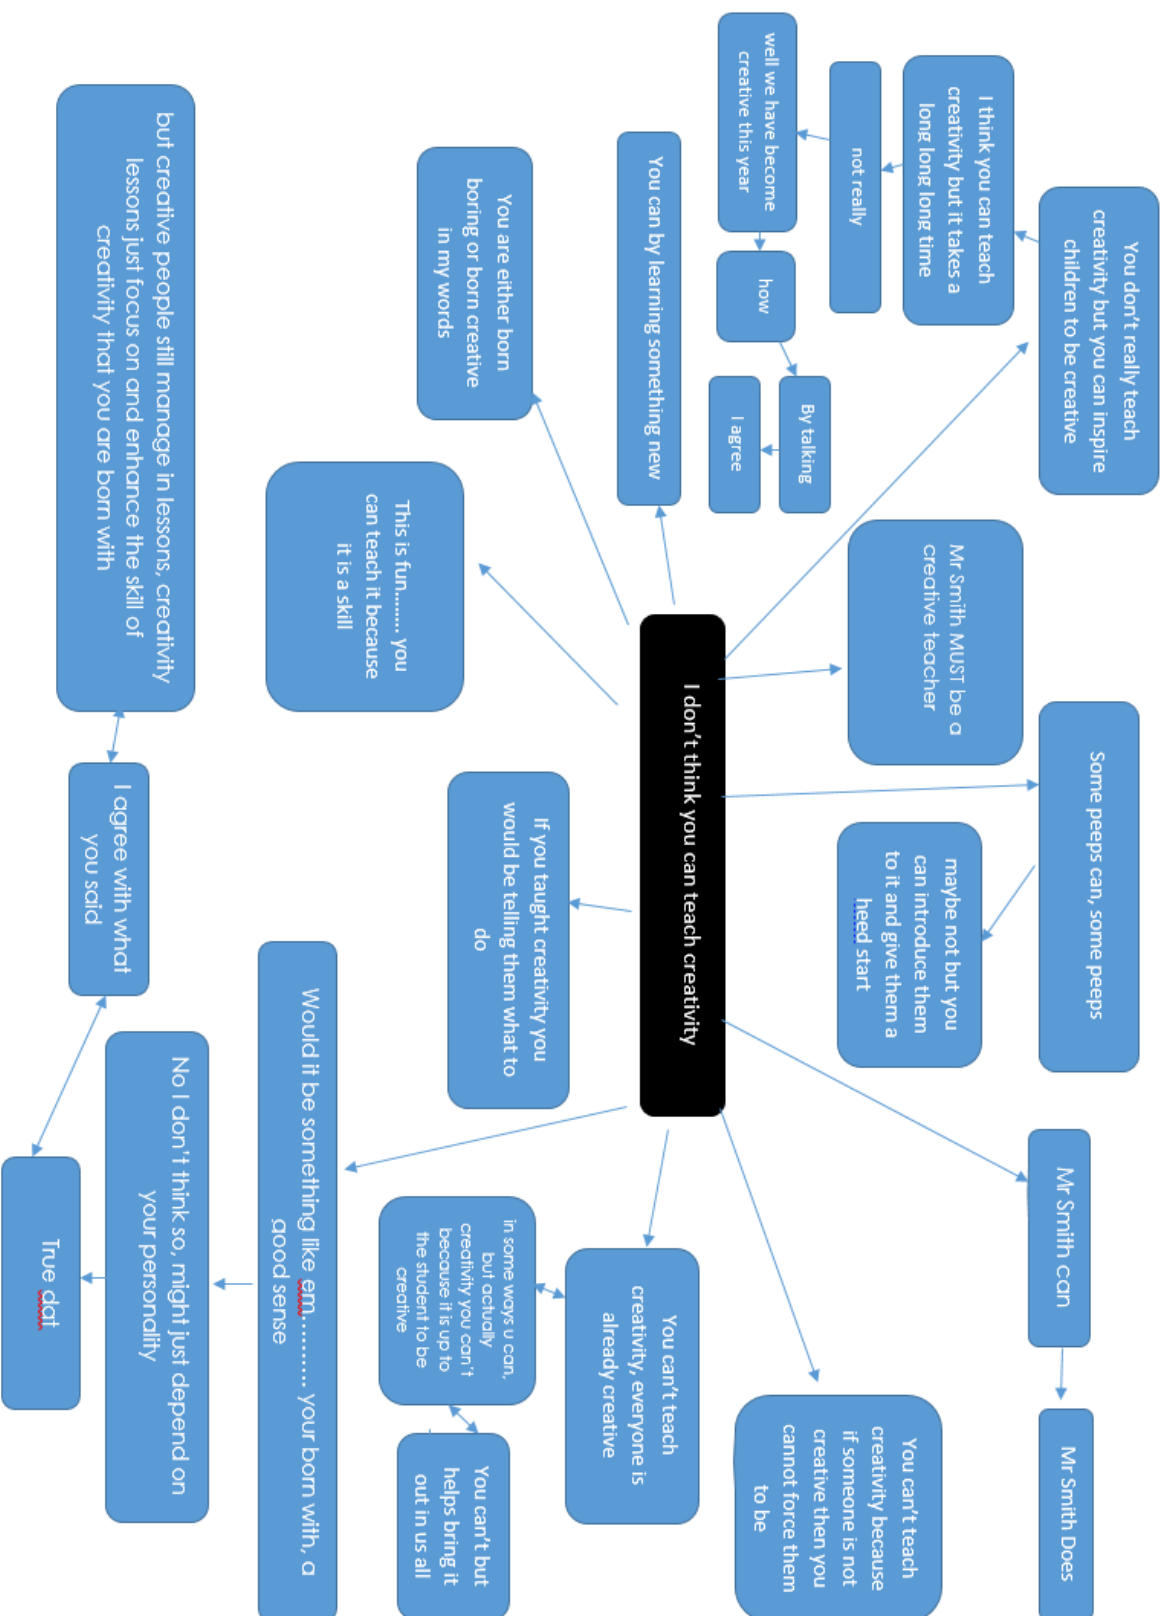 You don't really teach
creativity but you can inspire
children to be creative
I think you can teach
creativity but it takes a
long long long time
not really
well we have become
creative this year
how
By talking
I agree
Mr Smith MUST be a
creative teacher
Some peeps can, some peeps
maybe not but you
can introduce them
to it and give them a
heed start
Mr Smith can
Mr Smith Does
You can by learning something new
I don't think you can teach creativity
You can't teach
creativity because
if someone is not
creative then you
cannot force them
to be
You are either born
boring or born creative
in my words
This is fun......... you
can teach it because
it is a skill
If you taught creativity you
would be telling them what to
do
You can't teach
creativity, everyone is
already creative
in some ways u can,
but actually
creativity you can't
because it is up to
the student to be
creative
You can't but
helps bring it
out in us all
Would it be something like em.......... your born with, a
good sense
but creative people still manage in lessons, creativity
lessons just focus on and enhance the skill of
creativity that you are born with
I agree with what
you said
No I don't think so, might just depend on
your personality
True dat